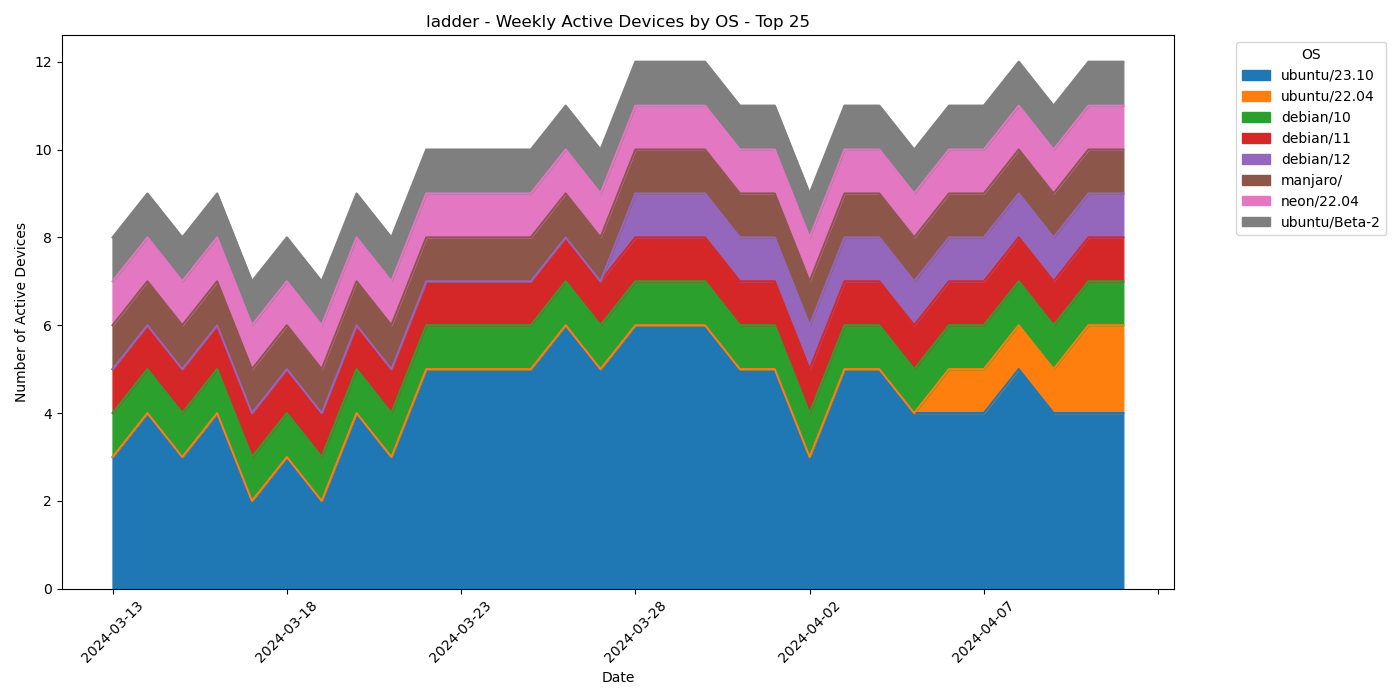 ladder - Weekly Active Devices by OS - Top 25
Number of Active Devices
12
10
8
6
4
2
0
2024-03-13
2024-03-18
2024-03-23
2024-03-28
2024-04-02
2024-04-07
Date
OS
ubuntu/23.10
ubuntu/22.04
debian/10
debian/11
debian/12
manjaro/
neon/22.04
ubuntu/Beta-2